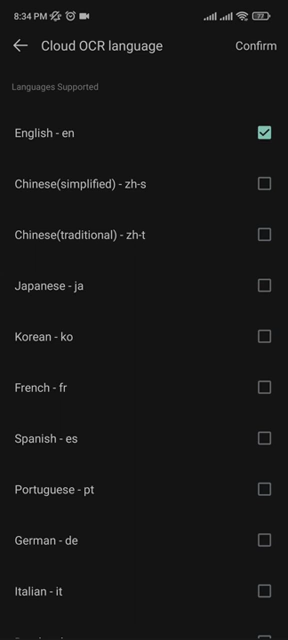 8:34 PM 77
Cloud OCR language Confirm
Languages Supported
English - en
Chinese(simplified) - zh-s
Chinese(traditional) - zh-t
Japanese - ja
Korean - ko
French - fr
Spanish - es
Portuguese - pt
German - de
Italian - it